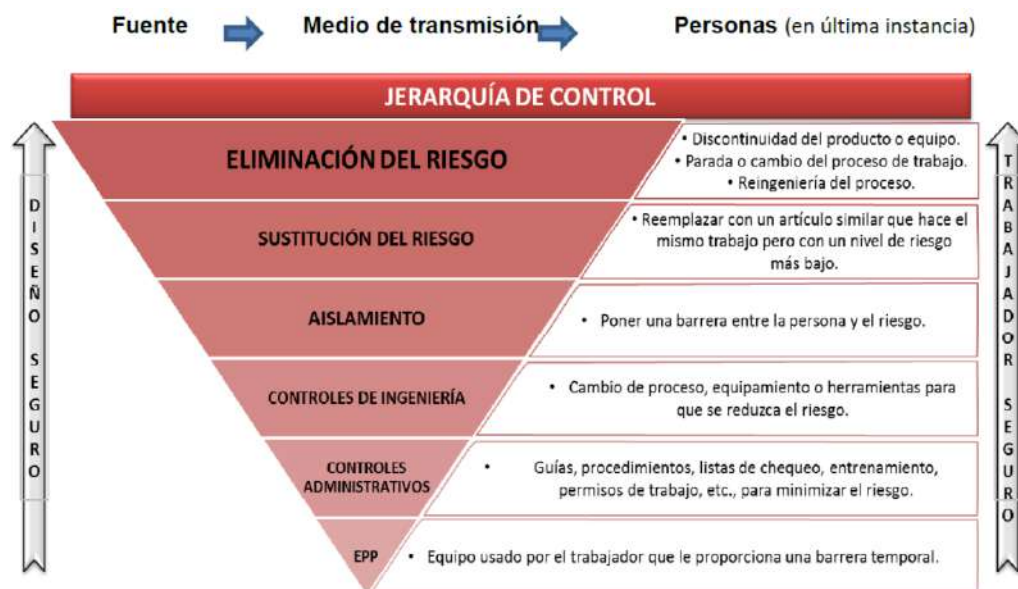 Fuente Medio de transmisión Personas (en última instancia)
JERARQUÍA DE CONTROL
DISEÑO SEGURO
ELIMINACIÓN DEL RIESGO
• Discontinuidad del producto o equipo.
• Parada o cambio del proceso de trabajo.
• Reingeniería del proceso.
SUSTITUCIÓN DEL RIESGO
• Reemplazar con un artículo similar que hace el
mismo trabajo pero con un nivel de riesgo
más bajo.
AISLAMIENTO
• Poner una barrera entre la persona y el riesgo.
CONTROLES DE INGENIERÍA
• Cambio de proceso, equipamiento o herramientas para
que se reduzca el riesgo.
CONTROLES
ADMINISTRATIVOS
• Guías, procedimientos, listas de chequeo, entrenamiento,
permisos de trabajo, etc., para minimizar el riesgo.
EPP
• Equipo usado por el trabajador que le proporciona una barrera temporal.
TRABAJADOR SEGURO